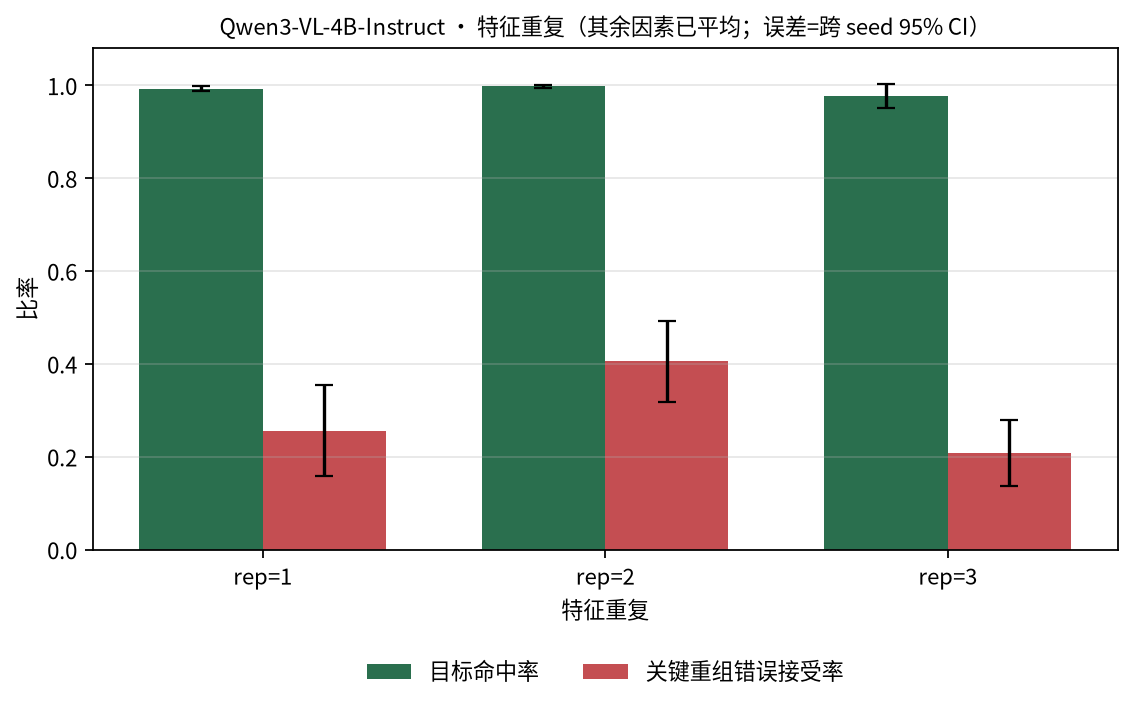 Qwen3-VL-4B-Instruct · 特征重复（其余因素已平均；误差=跨 seed 95% CI）
比率
1.0
0.8
0.6
0.4
0.2
0.0
rep=1 rep=2 rep=3
特征重复
目标命中率 关键重组错误接受率